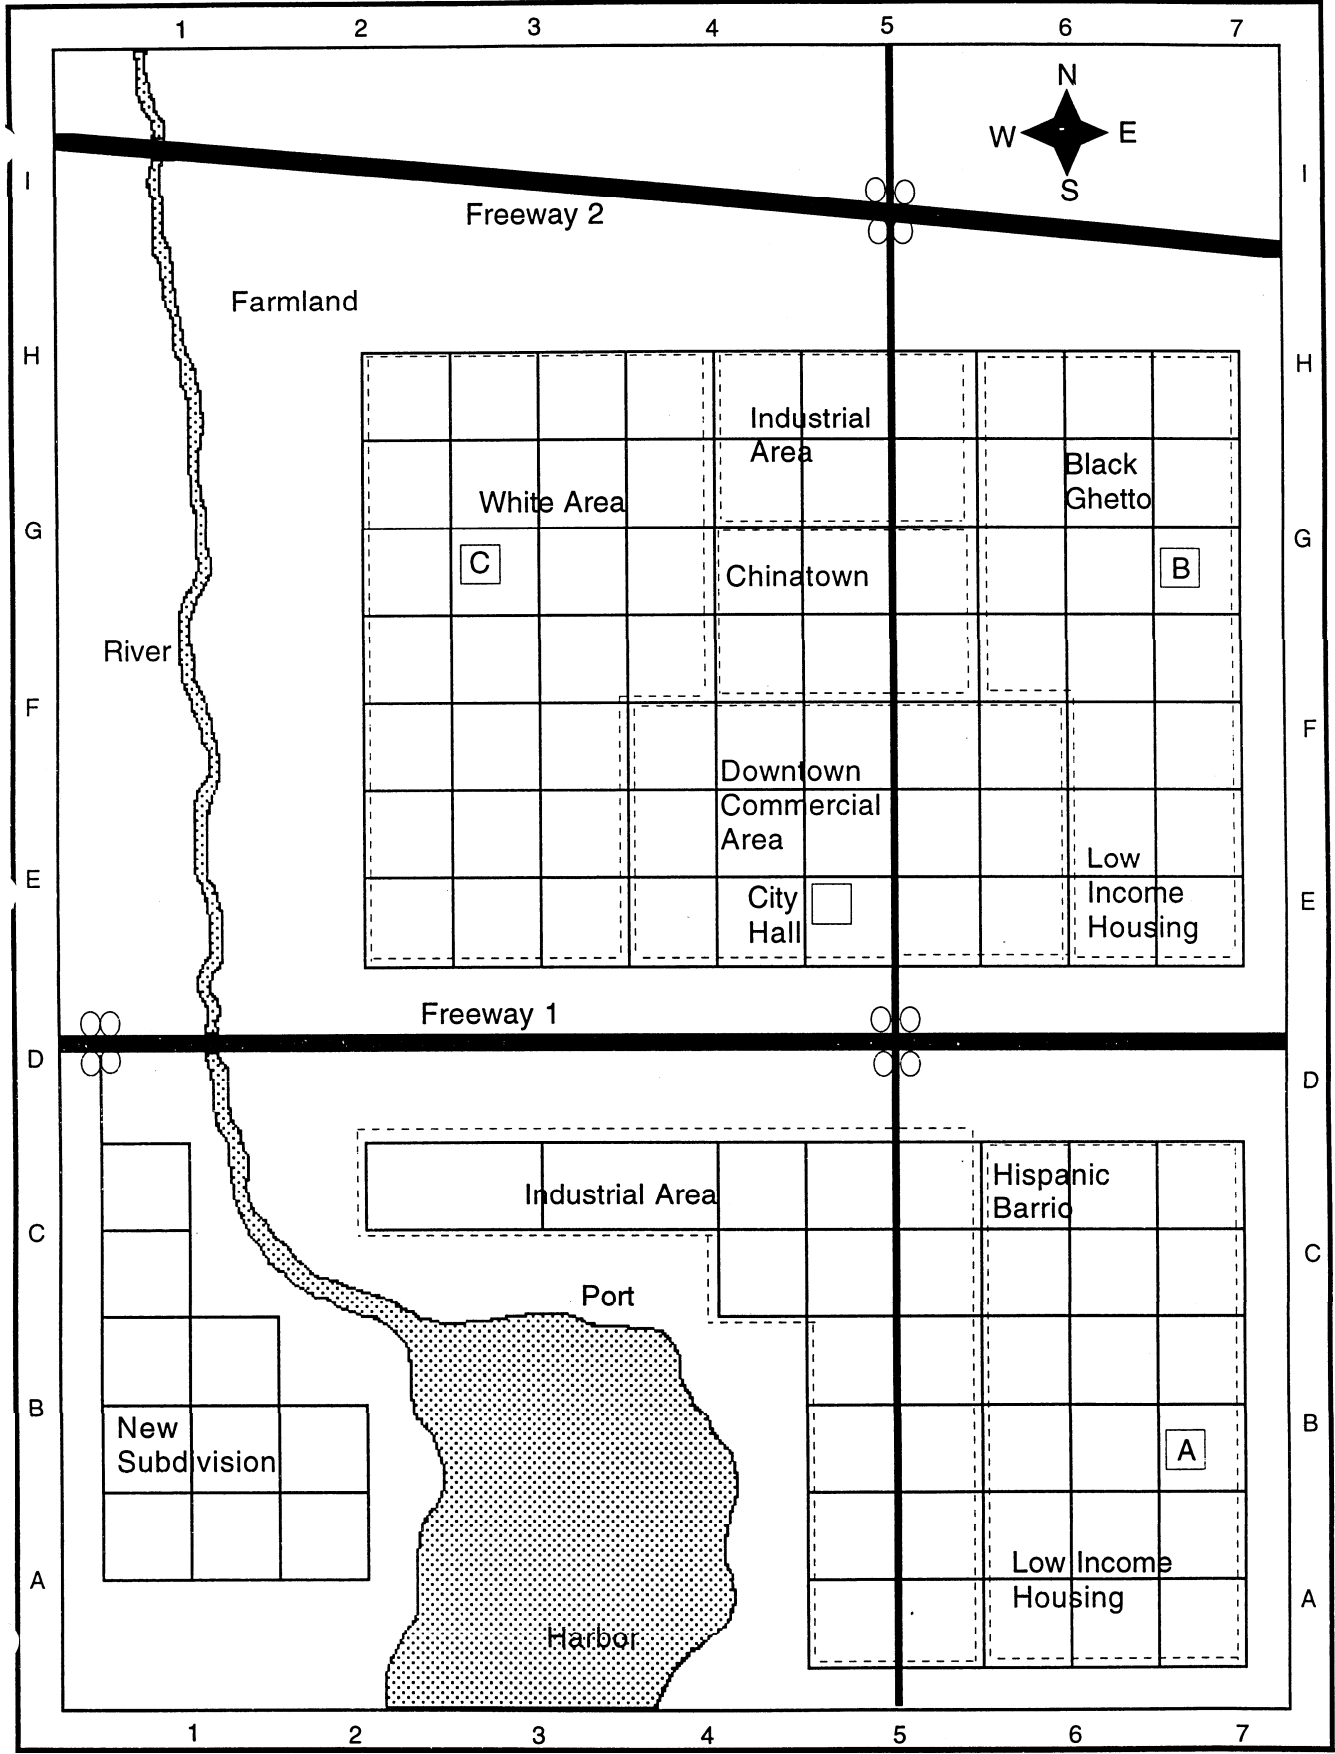 1 2 3 4 5 6 7
N
W E
S
I I
Freeway 2
Farmland
H H
Industrial
Area
Black
Ghetto
White Area
G G
C
Chinatown
B
River
F F
Downtown
Commercial
Area
Low
Income
Housing
E E
City
Hall
Freeway 1
D D
Hispanic
Barrio
Industrial Area
C C
Port
B B
New
Subdivision
A
Low Income
Housing
A A
Harbor
1 2 3 4 5 6 7